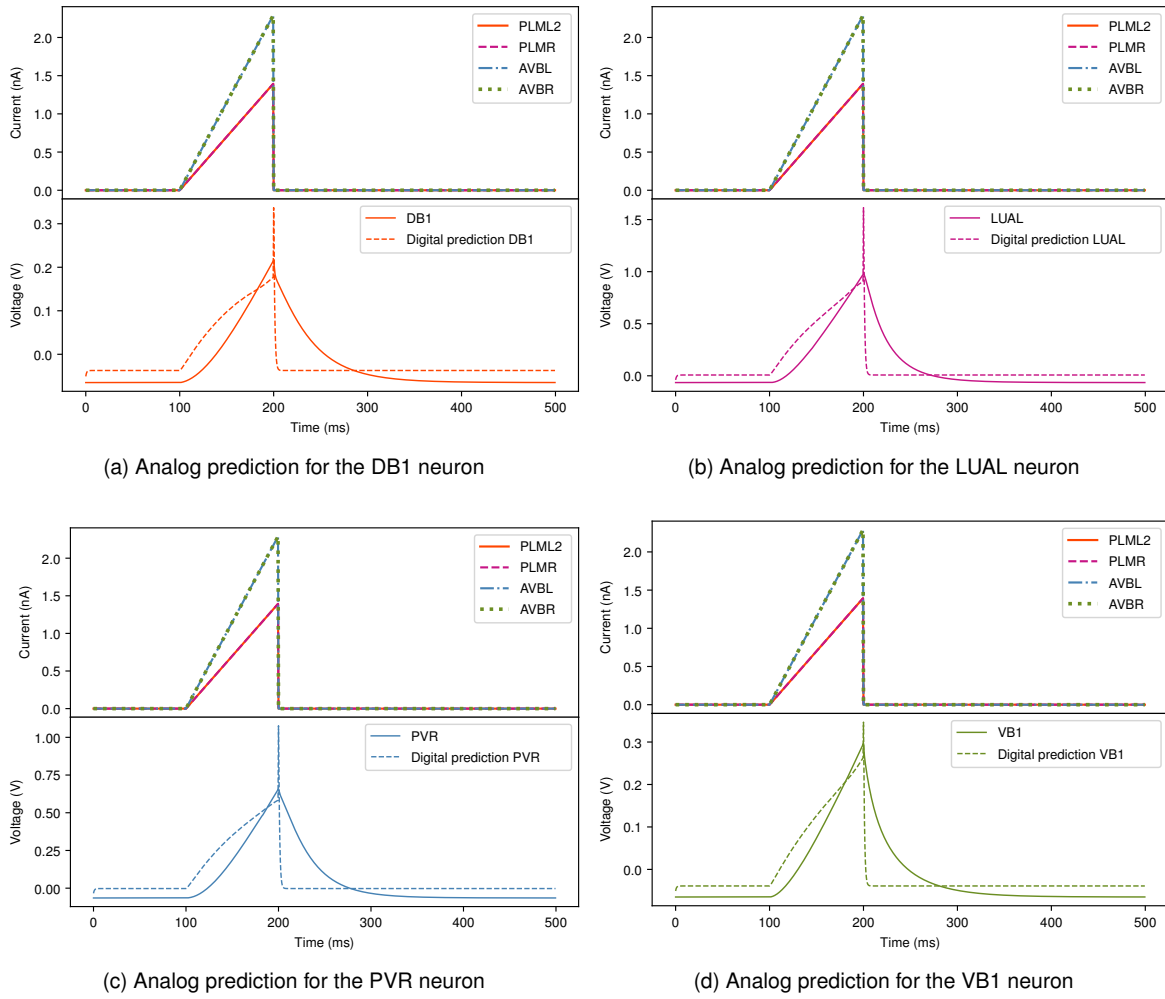 2.0
1.5
1.0
0.5
0.0
Current (nA)
PLML2
PLMR
AVBL
AVBR
0.3
0.2
0.1
0.0
Voltage (V)
DB1
Digital prediction DB1
0 100 200 300 400 500
Time (ms)
(a) Analog prediction for the DB1 neuron
2.0
1.5
1.0
0.5
0.0
Current (nA)
PLML2
PLMR
AVBL
AVBR
1.5
1.0
0.5
0.0
Voltage (V)
LUAL
Digital prediction LUAL
0 100 200 300 400 500
Time (ms)
(b) Analog prediction for the LUAL neuron
2.0
1.5
1.0
0.5
0.0
Current (nA)
PLML2
PLMR
AVBL
AVBR
1.00
0.75
0.50
0.25
0.00
Voltage (V)
PVR
Digital prediction PVR
0 100 200 300 400 500
Time (ms)
(c) Analog prediction for the PVR neuron
2.0
1.5
1.0
0.5
0.0
Current (nA)
PLML2
PLMR
AVBL
AVBR
0.3
0.2
0.1
0.0
Voltage (V)
VB1
Digital prediction VB1
0 100 200 300 400 500
Time (ms)
(d) Analog prediction for the VB1 neuron